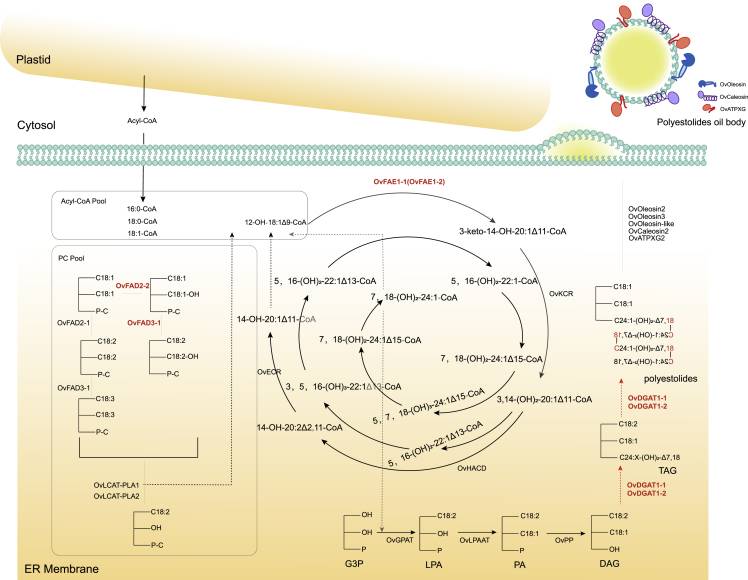 Plastid
Acyl-CoA
Cytosol
OvOleosin
OvCaleosin
OvATPXG
Polyestolides oil body
Acyl-CoA Pool
16:0-CoA
18:0-CoA
18:1-CoA
12-OH-18:1Δ9-CoA
OvFAE1-1(OvFAE1-2)
3-keto-14-OH-20:1Δ11-CoA
OvKCR
OvOleosin2
OvOleosin3
OvOleosin-like
OvCaleosin2
OvATPXG2
PC Pool
C18:1
C18:1
P-C
OvFAD2-2
C18:1
C18:1-OH
P-C
OvFAD2-1
OvFAD3-1
C18:2
C18:2
P-C
C18:2
C18:2-OH
P-C
OvFAD3-1
C18:3
C18:3
P-C
OvLCAT-PLA1
OvLCAT-PLA2
C18:2
OH
P-C
5, 16-(OH)₂-22:1Δ13-CoA
5, 16-(OH)₂-22:1-CoA
7, 18-(OH)₂-24:1-CoA
14-OH-20:1Δ11-CoA
7, 18-(OH)₂-24:1Δ15-CoA
7, 18-(OH)₂-24:1Δ15-CoA
OvECR
3, 5, 16-(OH)₃-22:1Δ13-CoA
5, 7, 18-(OH)₃-24:1Δ15-CoA
3,14-(OH)₂-20:1Δ11-CoA
14-OH-20:2Δ2,11-CoA
5, 16-(OH)₂-22:1Δ13-CoA
OvHACD
C18:1
C18:1
C24:1-(OH)₂-Δ7,18
C24:1-(OH)₂-Δ7,18
C24:1-(OH)₂-Δ7,18
C24:1-(OH)₂-Δ7,18
polyestolides
OvDGAT1-1
OvDGAT1-2
C18:2
C18:1
C24:X-(OH)₂-Δ7,18
TAG
OvDGAT1-1
OvDGAT1-2
OH
OH
P
G3P
OvGPAT
C18:2
OH
P
LPA
OvLPAAT
C18:2
C18:1
P
PA
OvPP
C18:2
C18:1
OH
DAG
ER Membrane